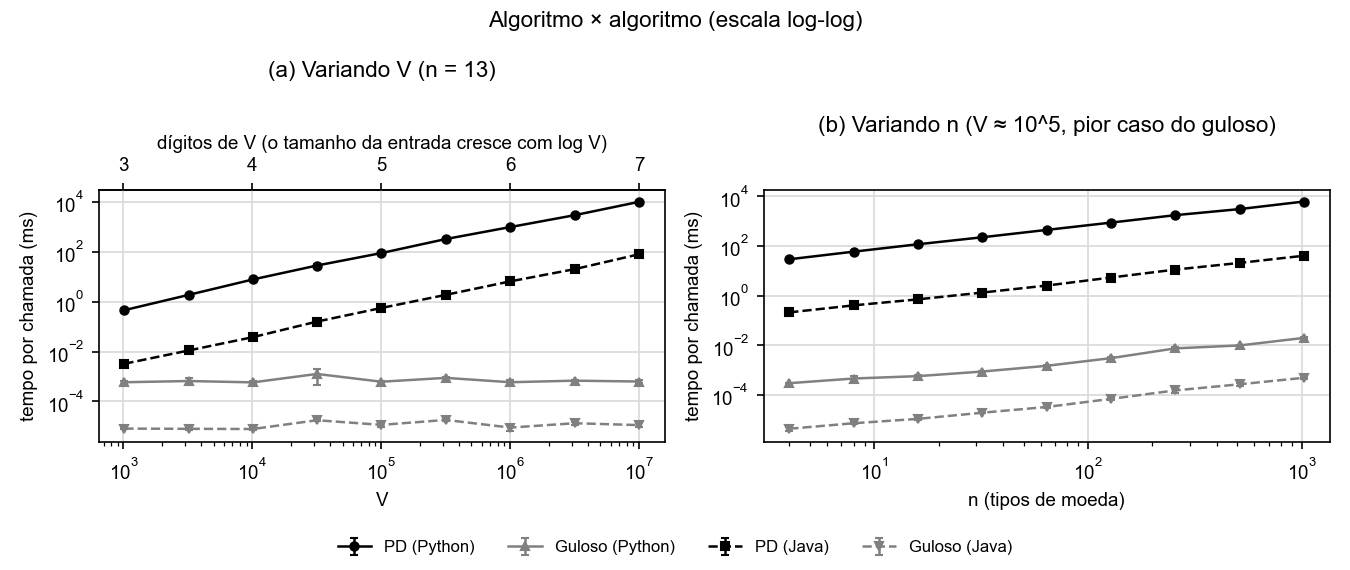 Algoritmo × algoritmo (escala log-log)
(a) Variando V (n = 13)
dígitos de V (o tamanho da entrada cresce com log V)
3 4 5 6 7
tempo por chamada (ms)
10^4
10^2
10^0
10^−2
10^−4
10^3 10^4 10^5 10^6 10^7
V
(b) Variando n (V ≈ 10^5, pior caso do guloso)
tempo por chamada (ms)
10^4
10^2
10^0
10^−2
10^−4
10^1 10^2 10^3
n (tipos de moeda)
PD (Python) Guloso (Python) PD (Java) Guloso (Java)